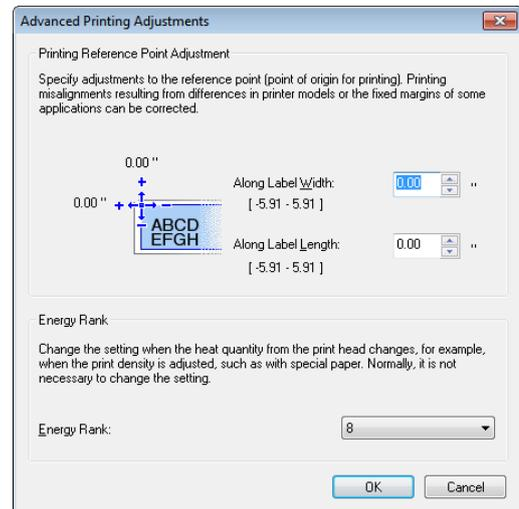 Advanced Printing Adjustments
Printing Reference Point Adjustment
Specify adjustments to the reference point (point of origin for printing). Printing
misalignments resulting from differences in printer models or the fixed margins of some
applications can be corrected.
0.00 "
0.00 "
ABCD
EFGH
Along Label Width:
0.00 "
[ -5.91 - 5.91 ]
Along Label Length:
0.00 "
[ -5.91 - 5.91 ]
Energy Rank
Change the setting when the heat quantity from the print head changes, for example,
when the print density is adjusted, such as with special paper. Normally, it is not
necessary to change the setting.
Energy Rank:
8
OK
Cancel